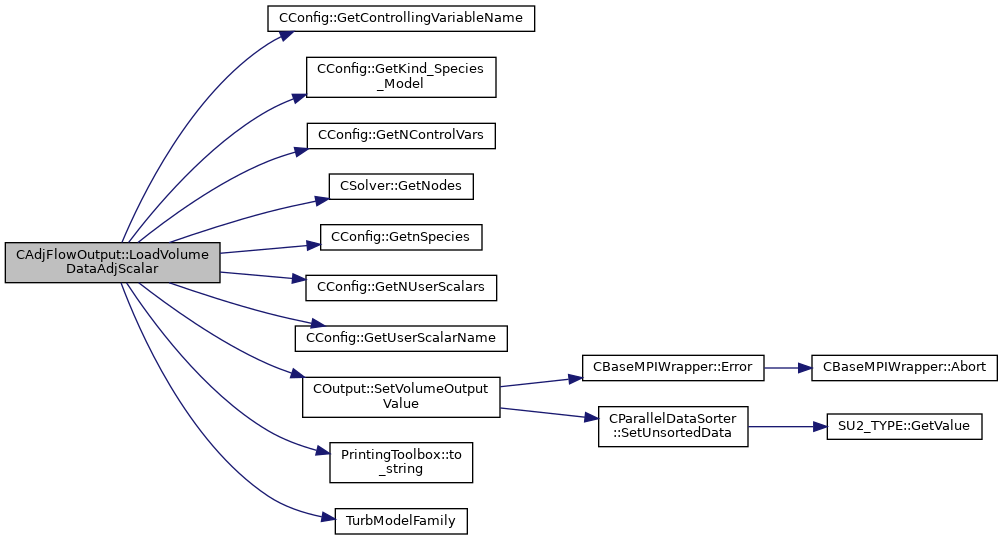 CConfig::GetControllingVariableName
CConfig::GetKind_Species
_Model
CConfig::GetNControlVars
CSolver::GetNodes
CConfig::GetnSpecies
CAdjFlowOutput::LoadVolume
DataAdjScalar
CConfig::GetNUserScalars
CConfig::GetUserScalarName
COutput::SetVolumeOutput
Value
CBaseMPIWrapper::Error
CBaseMPIWrapper::Abort
CParallelDataSorter
::SetUnsortedData
SU2_TYPE::GetValue
PrintingToolbox::to
_string
TurbModelFamily